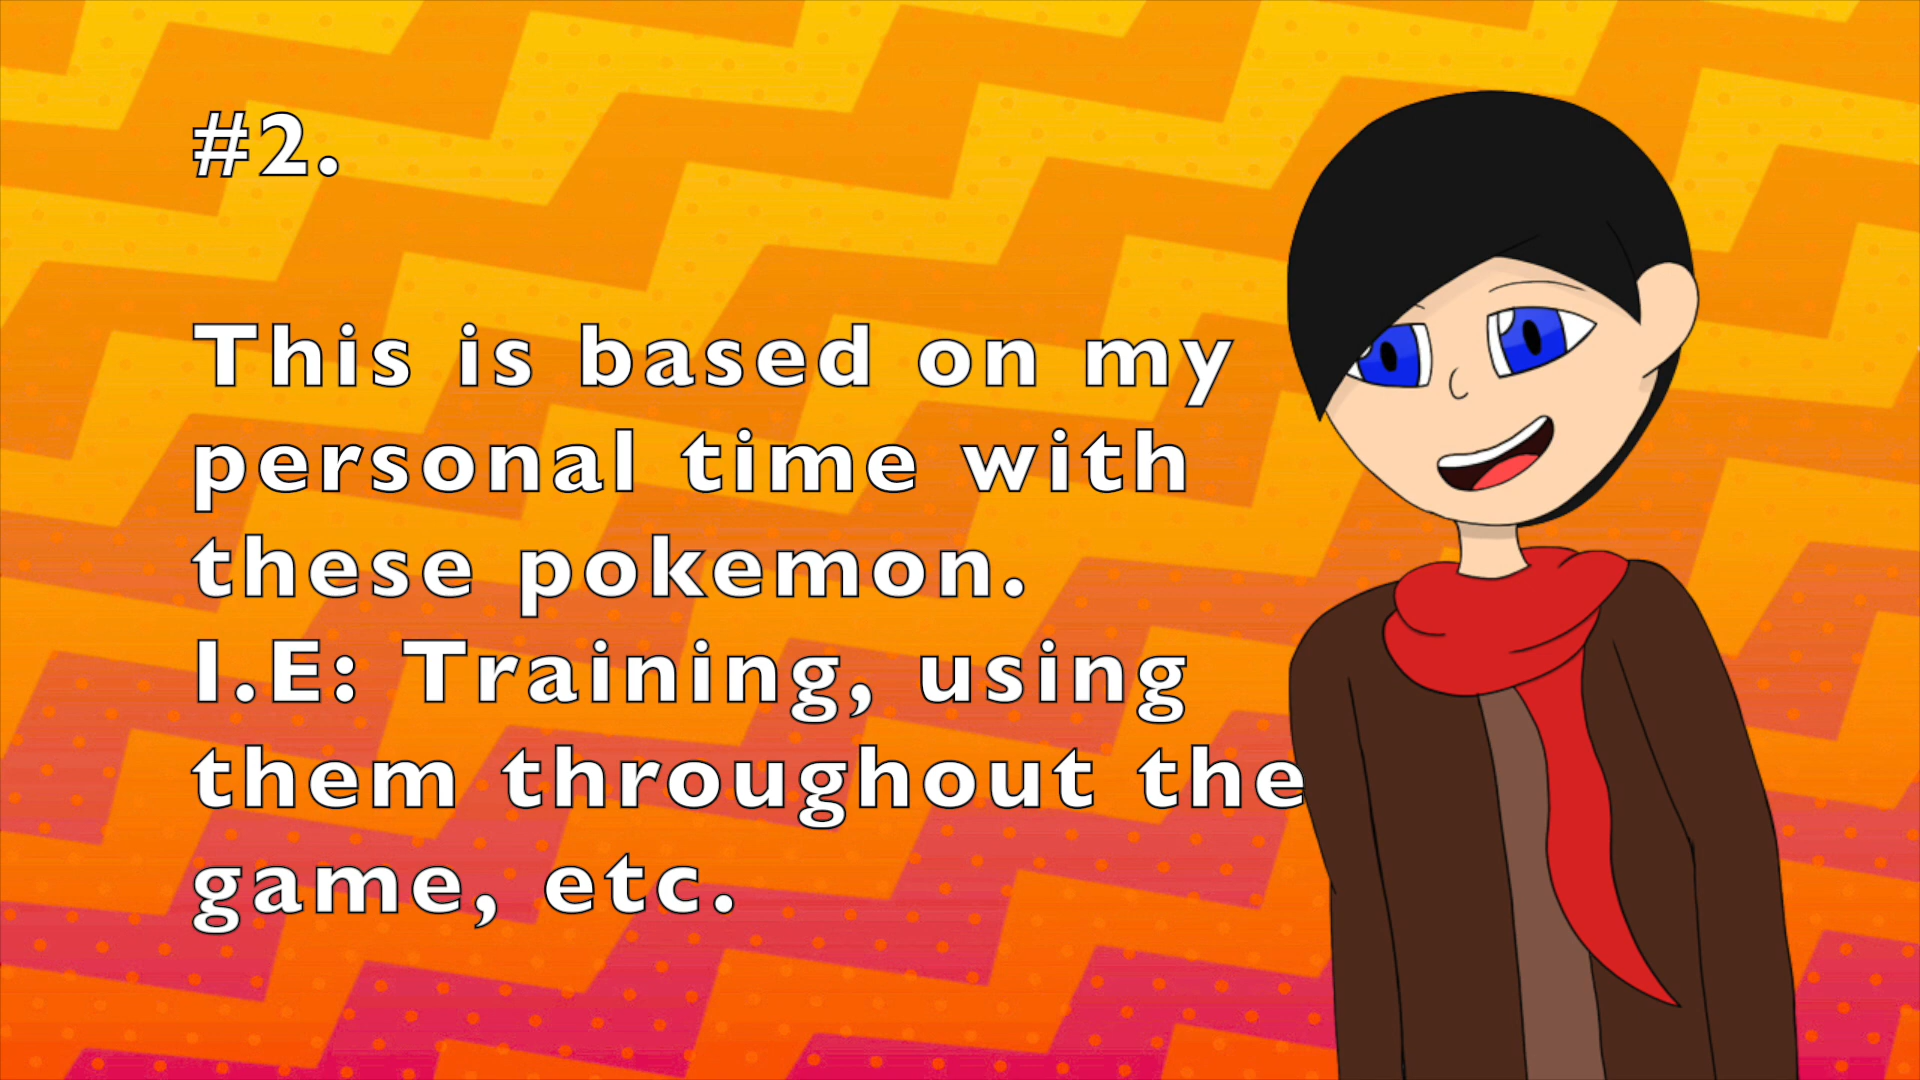 #2.
This is based on my
personal time with
these pokemon.
I.E: Training, using
them throughout the
game, etc.